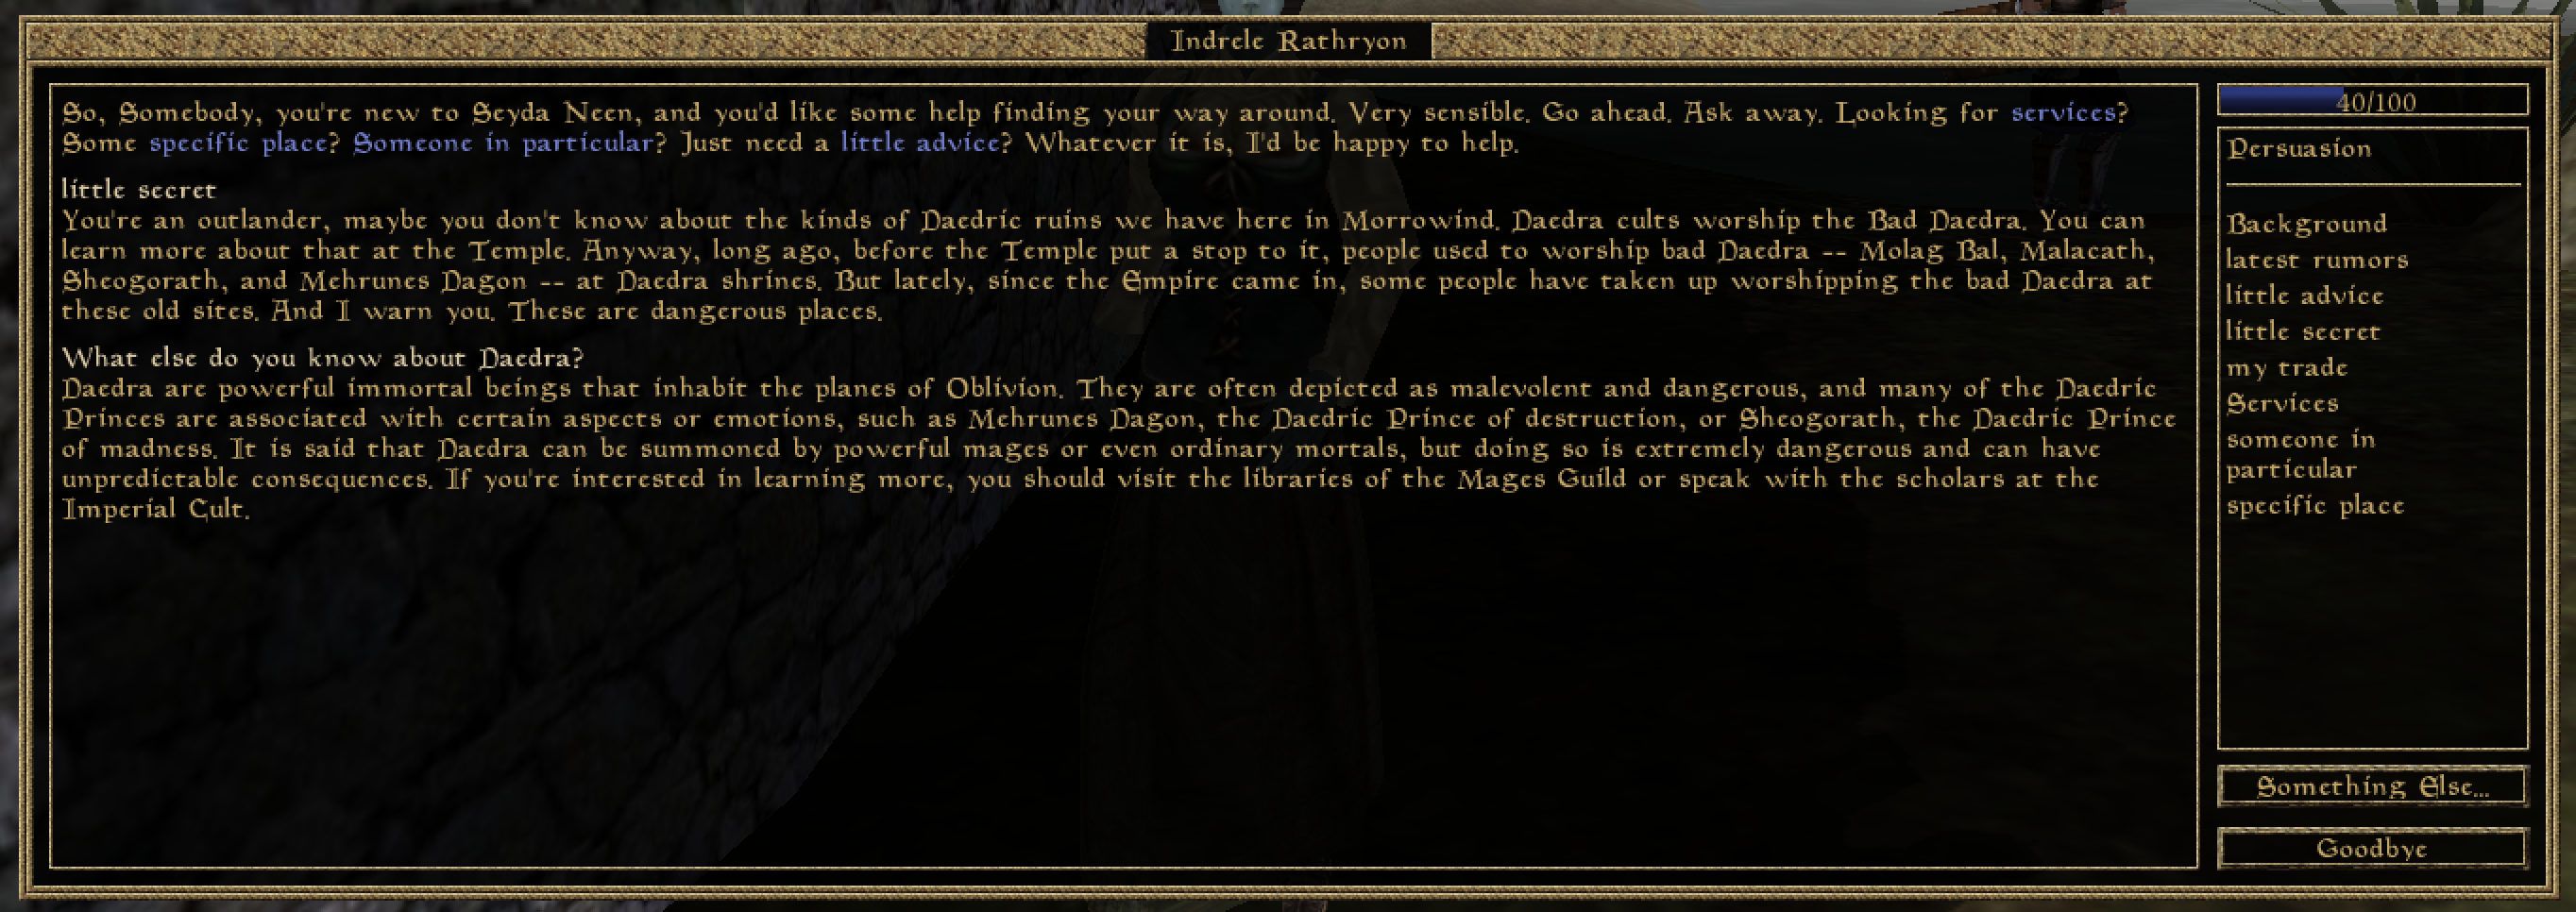 Indrele Rathryon
So, Somebody, you're new to Seyda Neen, and you'd like some help finding your way around. Very sensible. Go ahead. Ask away. Looking for services?
Some specific place? Someone in particular? Just need a little advice? Whatever it is, I'd be happy to help.
little secret
You're an outlander, maybe you don't know about the kinds of Daedric ruins we have here in Morrowind. Daedra cults worship the Bad Daedra. You can
learn more about that at the Temple. Anyway, long ago, before the Temple put a stop to it, people used to worship bad Daedra -- Molag Bal, Malacath,
Sheogorath, and Mehrunes Dagon -- at Daedra shrines. But lately, since the Empire came in, some people have taken up worshipping the bad Daedra at
these old sites. And I warn you. These are dangerous places.
What else do you know about Daedra?
Daedra are powerful immortal beings that inhabit the planes of Oblivion. They are often depicted as malevolent and dangerous, and many of the Daedric
Princes are associated with certain aspects or emotions, such as Mehrunes Dagon, the Daedric Prince of destruction, or Sheogorath, the Daedric Prince
of madness. It is said that Daedra can be summoned by powerful mages or even ordinary mortals, but doing so is extremely dangerous and can have
unpredictable consequences. If you're interested in learning more, you should visit the libraries of the Mages Guild or speak with the scholars at the
Imperial Cult.
40/100
Persuasion
Background
latest rumors
little advice
little secret
my trade
Services
someone in
particular
specific place
Something Else...
Goodbye